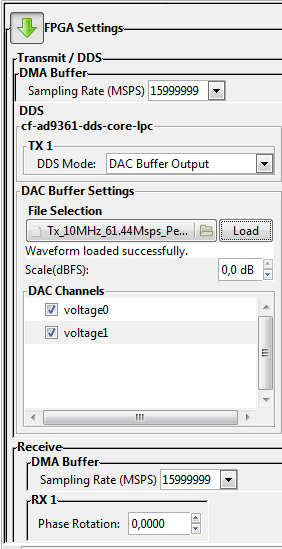 FPGA Settings
Transmit / DDS
DMA Buffer
Sampling Rate (MSPS) 15999999
DDS
cf-ad9361-dds-core-lpc
TX 1
DDS Mode: DAC Buffer Output
DAC Buffer Settings
File Selection
Tx_10MHz_61.44Msps_Pe... Load
Waveform loaded successfully.
Scale(dBFS): 0,0 dB
DAC Channels
voltage0
voltage1
Receive
DMA Buffer
Sampling Rate (MSPS) 15999999
RX 1
Phase Rotation: 0,0000